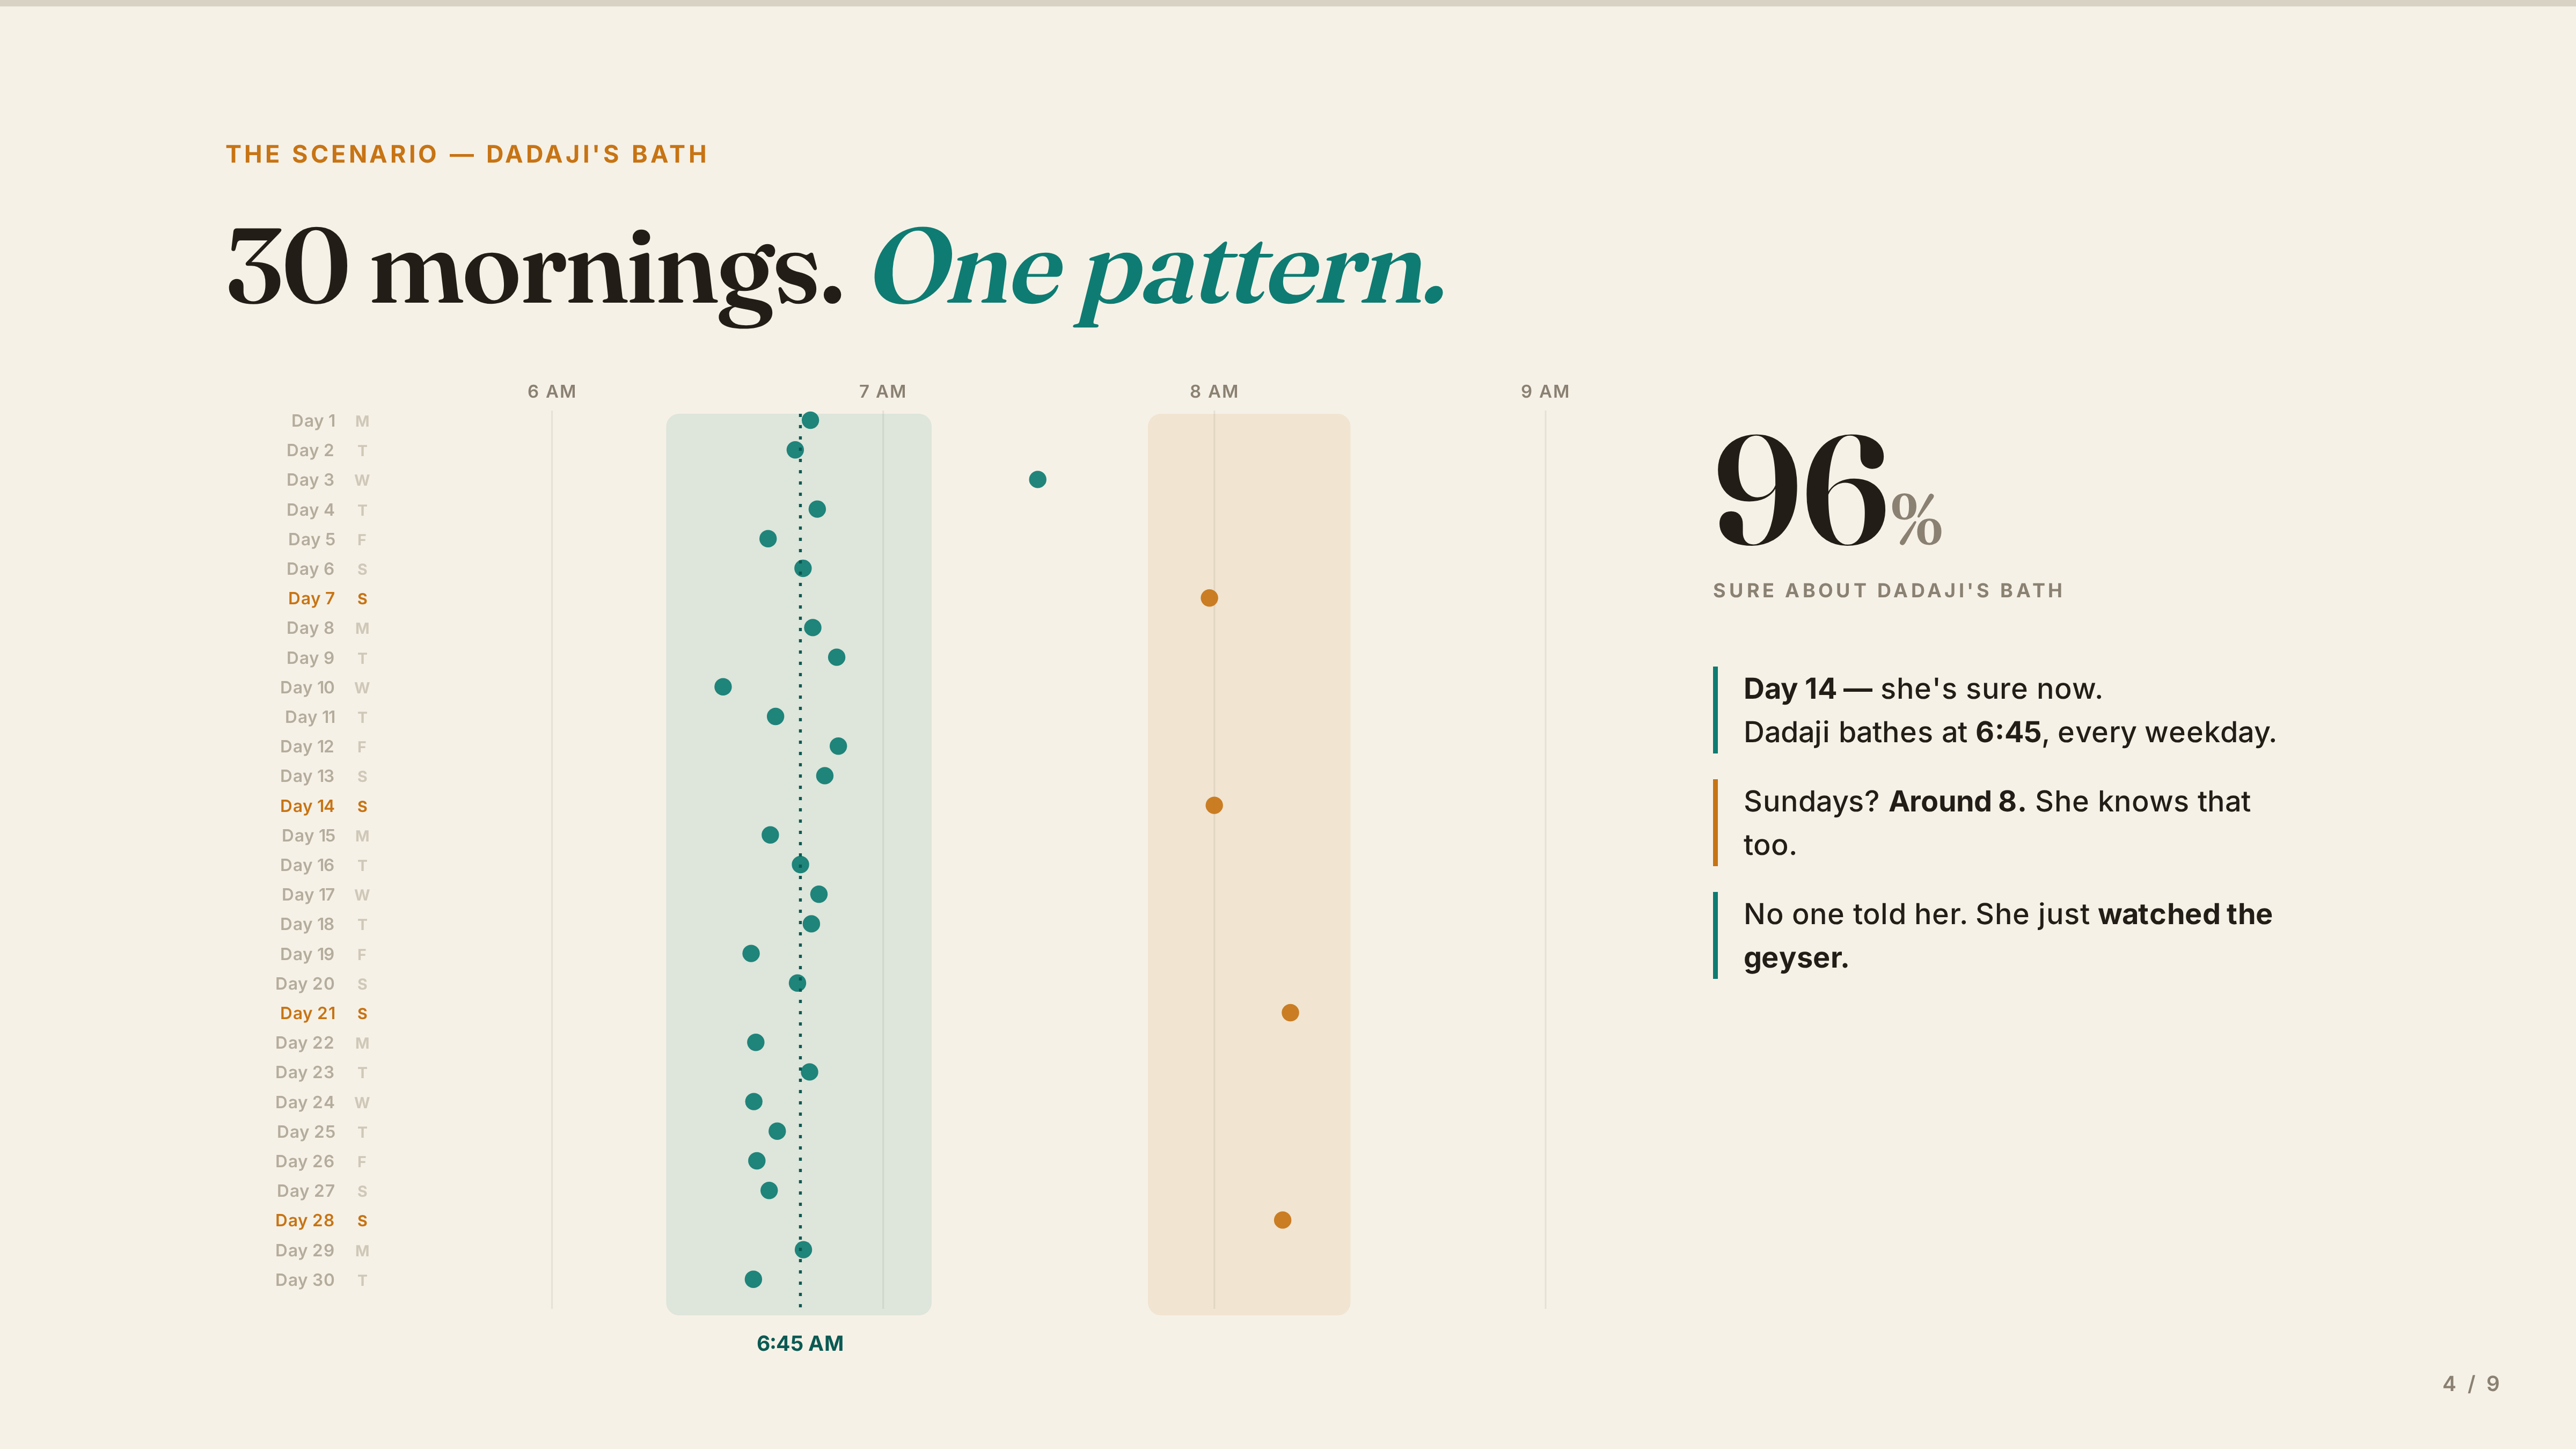 THE SCENARIO — DADAJI'S BATH
30 mornings. One pattern.
6 AM 7 AM 8 AM 9 AM
Day 1 M
Day 2 T
Day 3 W
Day 4 T
Day 5 F
Day 6 S
Day 7 S
Day 8 M
Day 9 T
Day 10 W
Day 11 T
Day 12 F
Day 13 S
Day 14 S
Day 15 M
Day 16 T
Day 17 W
Day 18 T
Day 19 F
Day 20 S
Day 21 S
Day 22 M
Day 23 T
Day 24 W
Day 25 T
Day 26 F
Day 27 S
Day 28 S
Day 29 M
Day 30 T
6:45 AM
96%
SURE ABOUT DADAJI'S BATH
Day 14 — she's sure now.
Dadaji bathes at 6:45, every weekday.
Sundays? Around 8. She knows that
too.
No one told her. She just watched the
geyser.
4 / 9